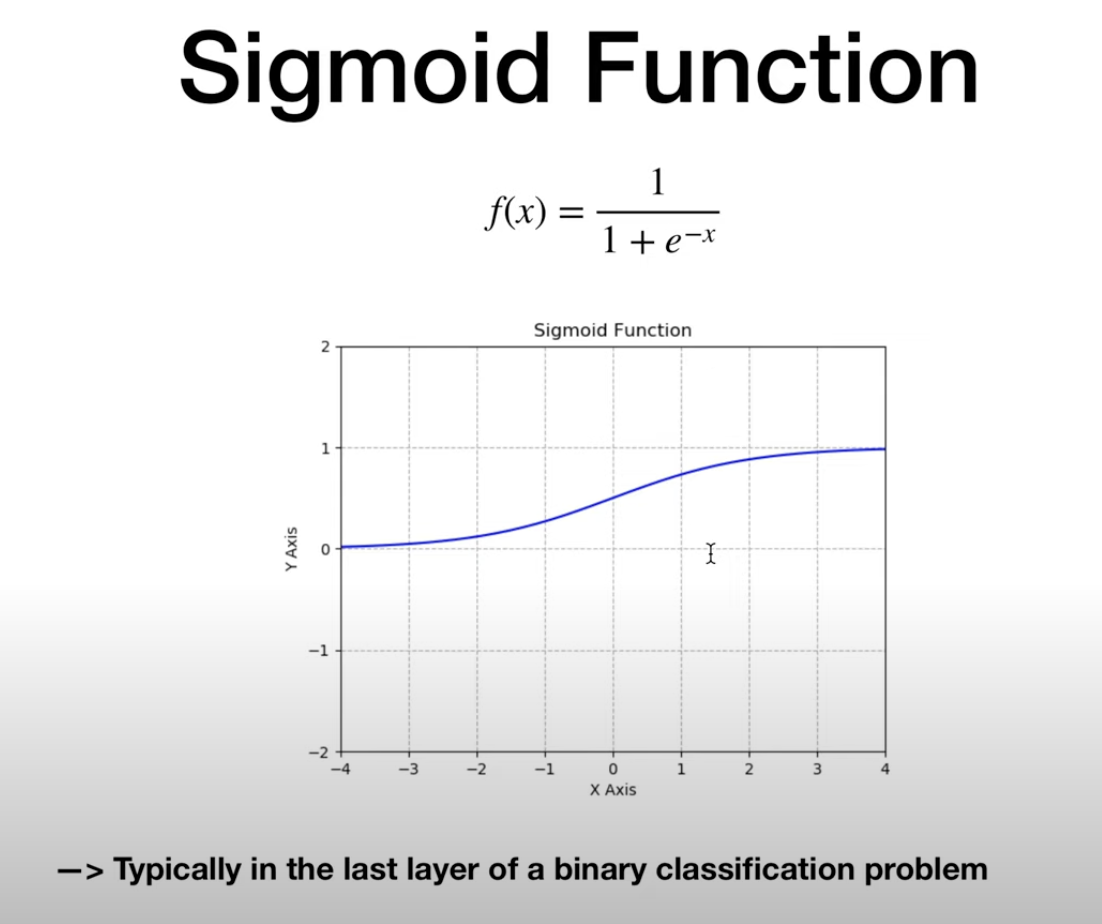 Sigmoid Function
f(x) = 1 / (1 + e^{-x})
Sigmoid Function
2
1
0
−1
−2
Y Axis
−4 −3 −2 −1 0 1 2 3 4
X Axis
—> Typically in the last layer of a binary classification problem